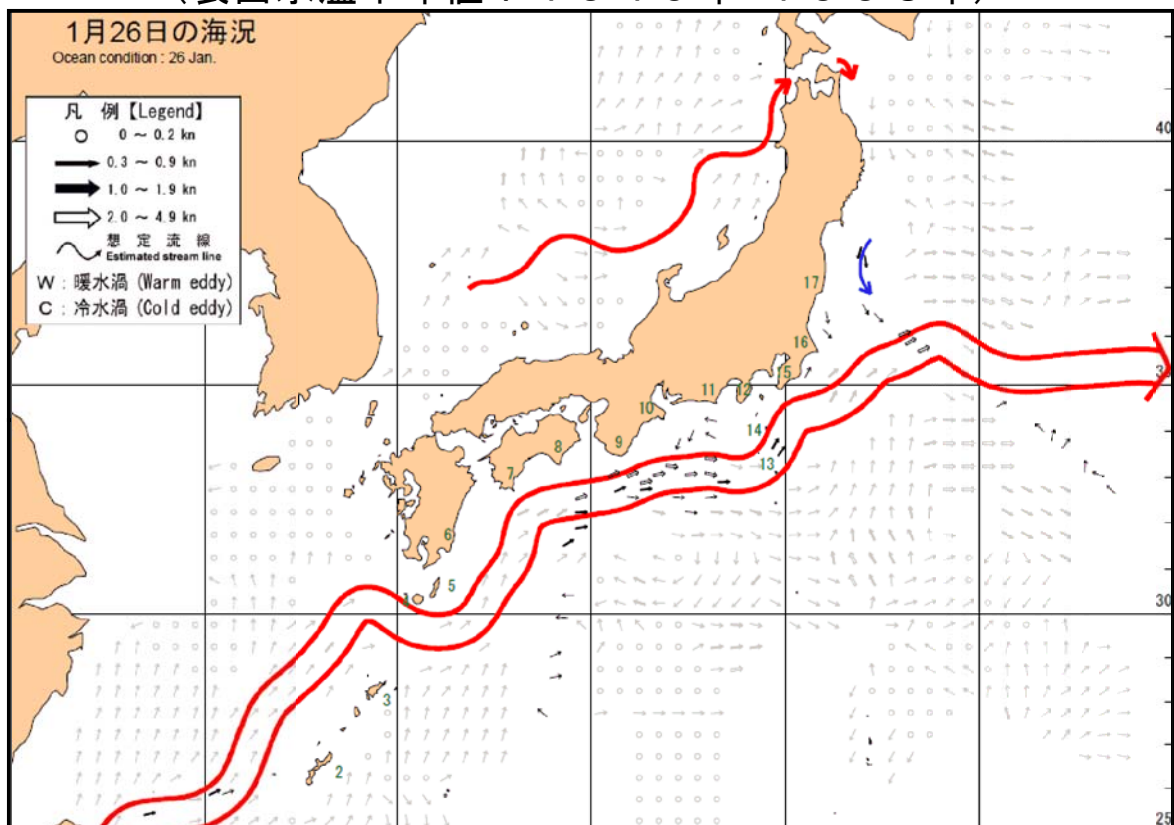 1月26日の海況
Ocean condition : 26 Jan.
凡 例【Legend】
0 ～ 0.2 kn
0.3 ～ 0.9 kn
1.0 ～ 1.9 kn
2.0 ～ 4.9 kn
想 定 流 線
Estimated stream line
W : 暖水渦 (Warm eddy)
C : 冷水渦 (Cold eddy)
40
17
16
15
12
11
10
14
9
8
13
7
6
5
30
3
2
25